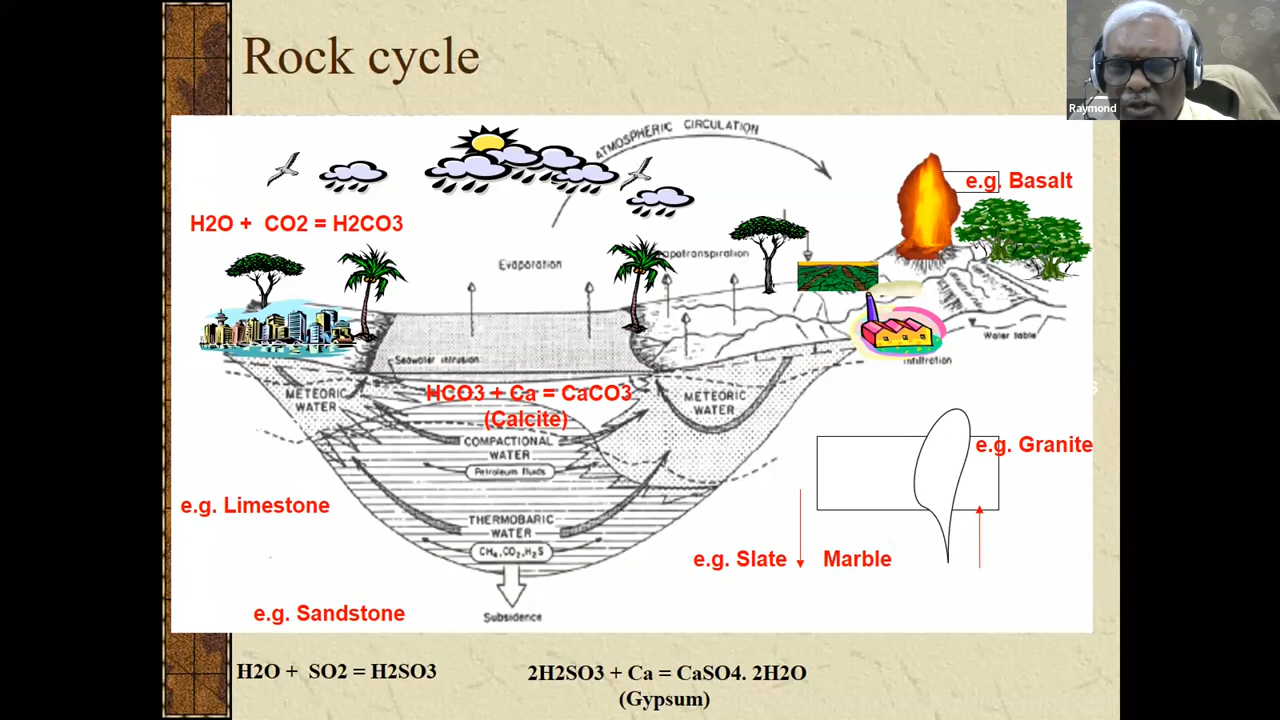 Rock cycle
Raymond
ATMOSPHERIC CIRCULATION
e.g. Basalt
H2O + CO2 = H2CO3
Evaporation
apotranspiration
Water table
Seawater intrusion
infiltration
METEORIC
WATER
HCO3 + Ca = CaCO3
(Calcite)
METEORIC
WATER
COMPACTIONAL
WATER
Petroleum fluids
e.g. Granite
e.g. Limestone
THERMOBARIC
WATER
CH4, CO2, H2S
e.g. Slate
Marble
e.g. Sandstone
Subsidence
H2O + SO2 = H2SO3
2H2SO3 + Ca = CaSO4. 2H2O
(Gypsum)